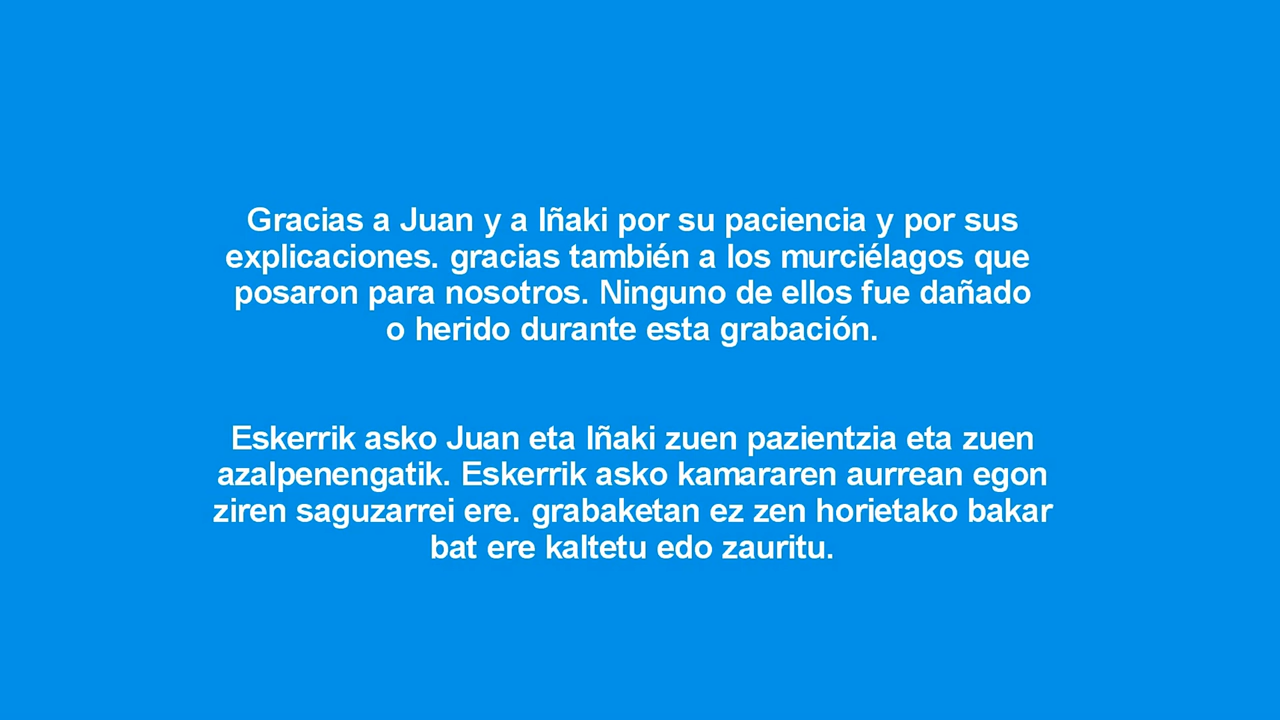 Gracias a Juan y a Iñaki por su paciencia y por sus
explicaciones. gracias también a los murciélagos que
posaron para nosotros. Ninguno de ellos fue dañado
o herido durante esta grabación.
Eskerrik asko Juan eta Iñaki zuen pazientzia eta zuen
azalpenengatik. Eskerrik asko kamararen aurrean egon
ziren saguzarrei ere. grabaketan ez zen horietako bakar
bat ere kaltetu edo zauritu.